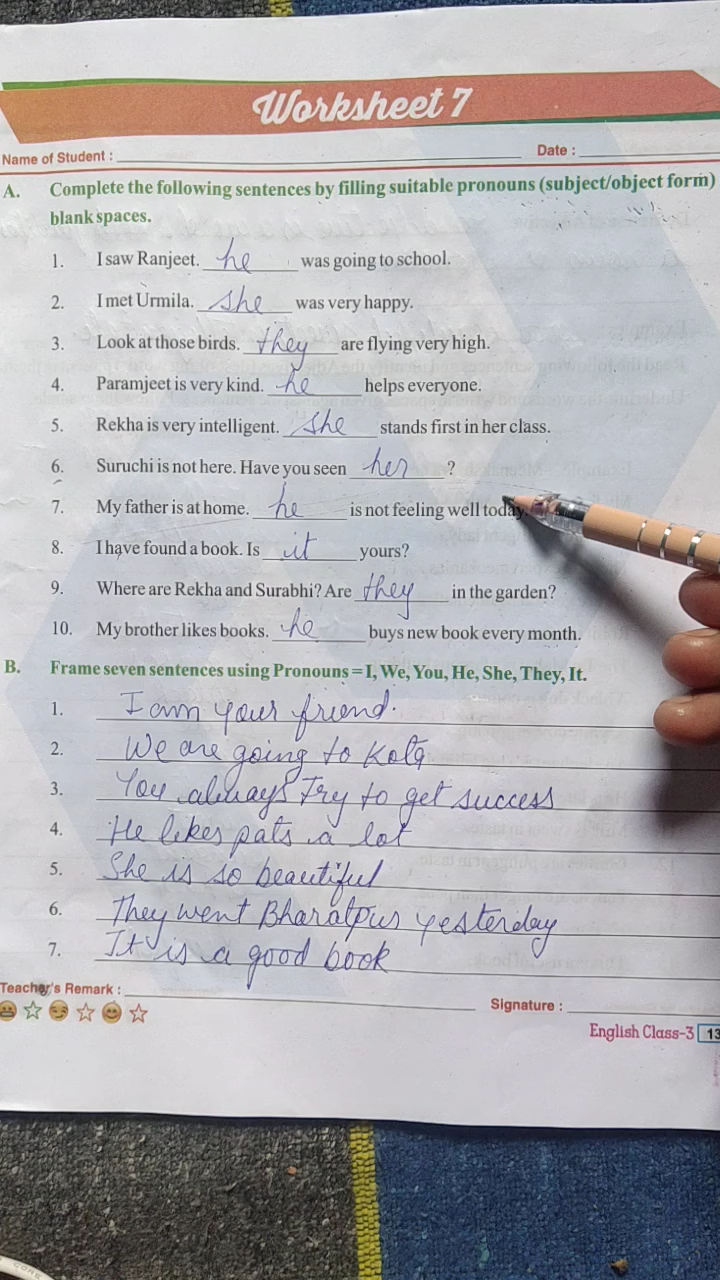 Worksheet 7
Name of Student : Date :
A. Complete the following sentences by filling suitable pronouns (subject/object form)
blank spaces.
1. I saw Ranjeet. he was going to school.
2. I met Urmila. she was very happy.
3. Look at those birds. they are flying very high.
4. Paramjeet is very kind. he helps everyone.
5. Rekha is very intelligent. she stands first in her class.
6. Suruchi is not here. Have you seen her ?
7. My father is at home. he is not feeling well today.
8. I have found a book. Is it yours?
9. Where are Rekha and Surabhi? Are they in the garden?
10. My brother likes books. he buys new book every month.
B. Frame seven sentences using Pronouns = I, We, You, He, She, They, It.
1. I am your friend.
2. We are going to Kota
3. You always Try to get success
4. He likes pats a lot
5. She is so beautiful
6. They went Bharatpur yesterday
7. It is a good book
Teacher's Remark :
Signature :
English Class-3 13